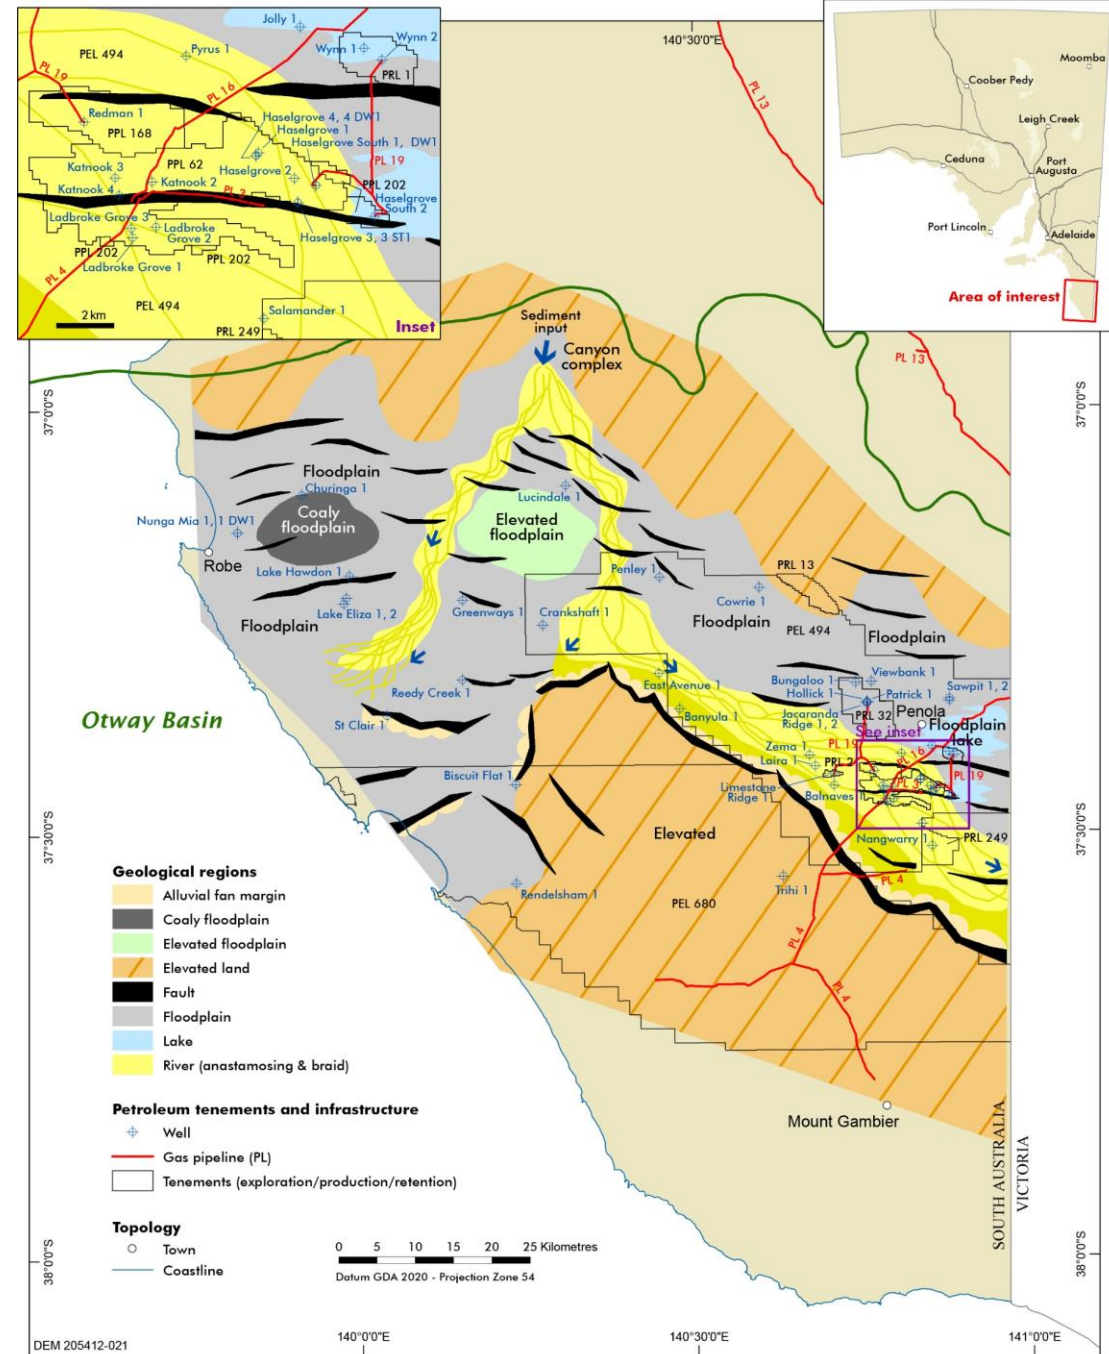 Jolly 1
Wynn 1
Wynn 2
PEL 494
Pyrus 1
PL 19
PL 16
PRL 1
Redman 1
PPL 168
Haselgrove 4, 4 DW1
Haselgrove 1
Haselgrove South 1, DW1
PPL 62
PL 19
Katnook 3
Haselgrove 2
Katnook 4
Katnook 2
PL 3
PPL 202
Haselgrove
South 2
Ladbroke Grove 3
Ladbroke
Grove 2
Haselgrove 3, 3 ST1
PPL 202
PPL 202
Ladbroke Grove 1
PL 4
PEL 494
Salamander 1
2 km
PRL 249
Inset
140°30'0"E
PL 13
Moomba
Coober Pedy
Leigh Creek
Ceduna
Port
Augusta
Port Lincoln
Adelaide
Area of interest
PL 13
Sediment
input
Canyon
complex
37°0'0"S
37°0'0"S
Floodplain
Churinga 1
Lucindale 1
Coaly
floodplain
Elevated
floodplain
Nunga Mia 1, 1 DW1
Robe
Lake Hawdon 1
Penley 1
PRL 13
Lake Eliza 1, 2
Greenways 1
Crankshaft 1
Cowrie 1
Floodplain
Floodplain
PEL 494
Floodplain
Reedy Creek 1
East Avenue 1
Bungaloo 1
Viewbank 1
Hollick 1
Patrick 1
Sawpit 1, 2
St Clair 1
Banyula 1
Jacaranda
Ridge 1, 2
PRL 32
Penola
Otway Basin
See inset
Floodplain
lake
Zema 1
PL 19
PL 16
Laira 1
PRL 2
Biscuit Flat 1
PL 19
Limestone
Ridge 1
PL 3
Balnaves 1
37°30'0"S
37°30'0"S
Elevated
Nangwarry 1
PRL 249
Rendelsham 1
Trihi 1
PL 4
PEL 680
PL 4
PL 4
Geological regions
Alluvial fan margin
Coaly floodplain
Elevated floodplain
Elevated land
Fault
Floodplain
Lake
River (anastamosing & braid)
Petroleum tenements and infrastructure
Well
Gas pipeline (PL)
Tenements (exploration/production/retention)
Topology
Town
Coastline
Mount Gambier
SOUTH AUSTRALIA
VICTORIA
0 5 10 15 20 25 Kilometres
Datum GDA 2020 - Projection Zone 54
38°0'0"S
38°0'0"S
DEM 205412-021
140°0'0"E
140°30'0"E
141°0'0"E